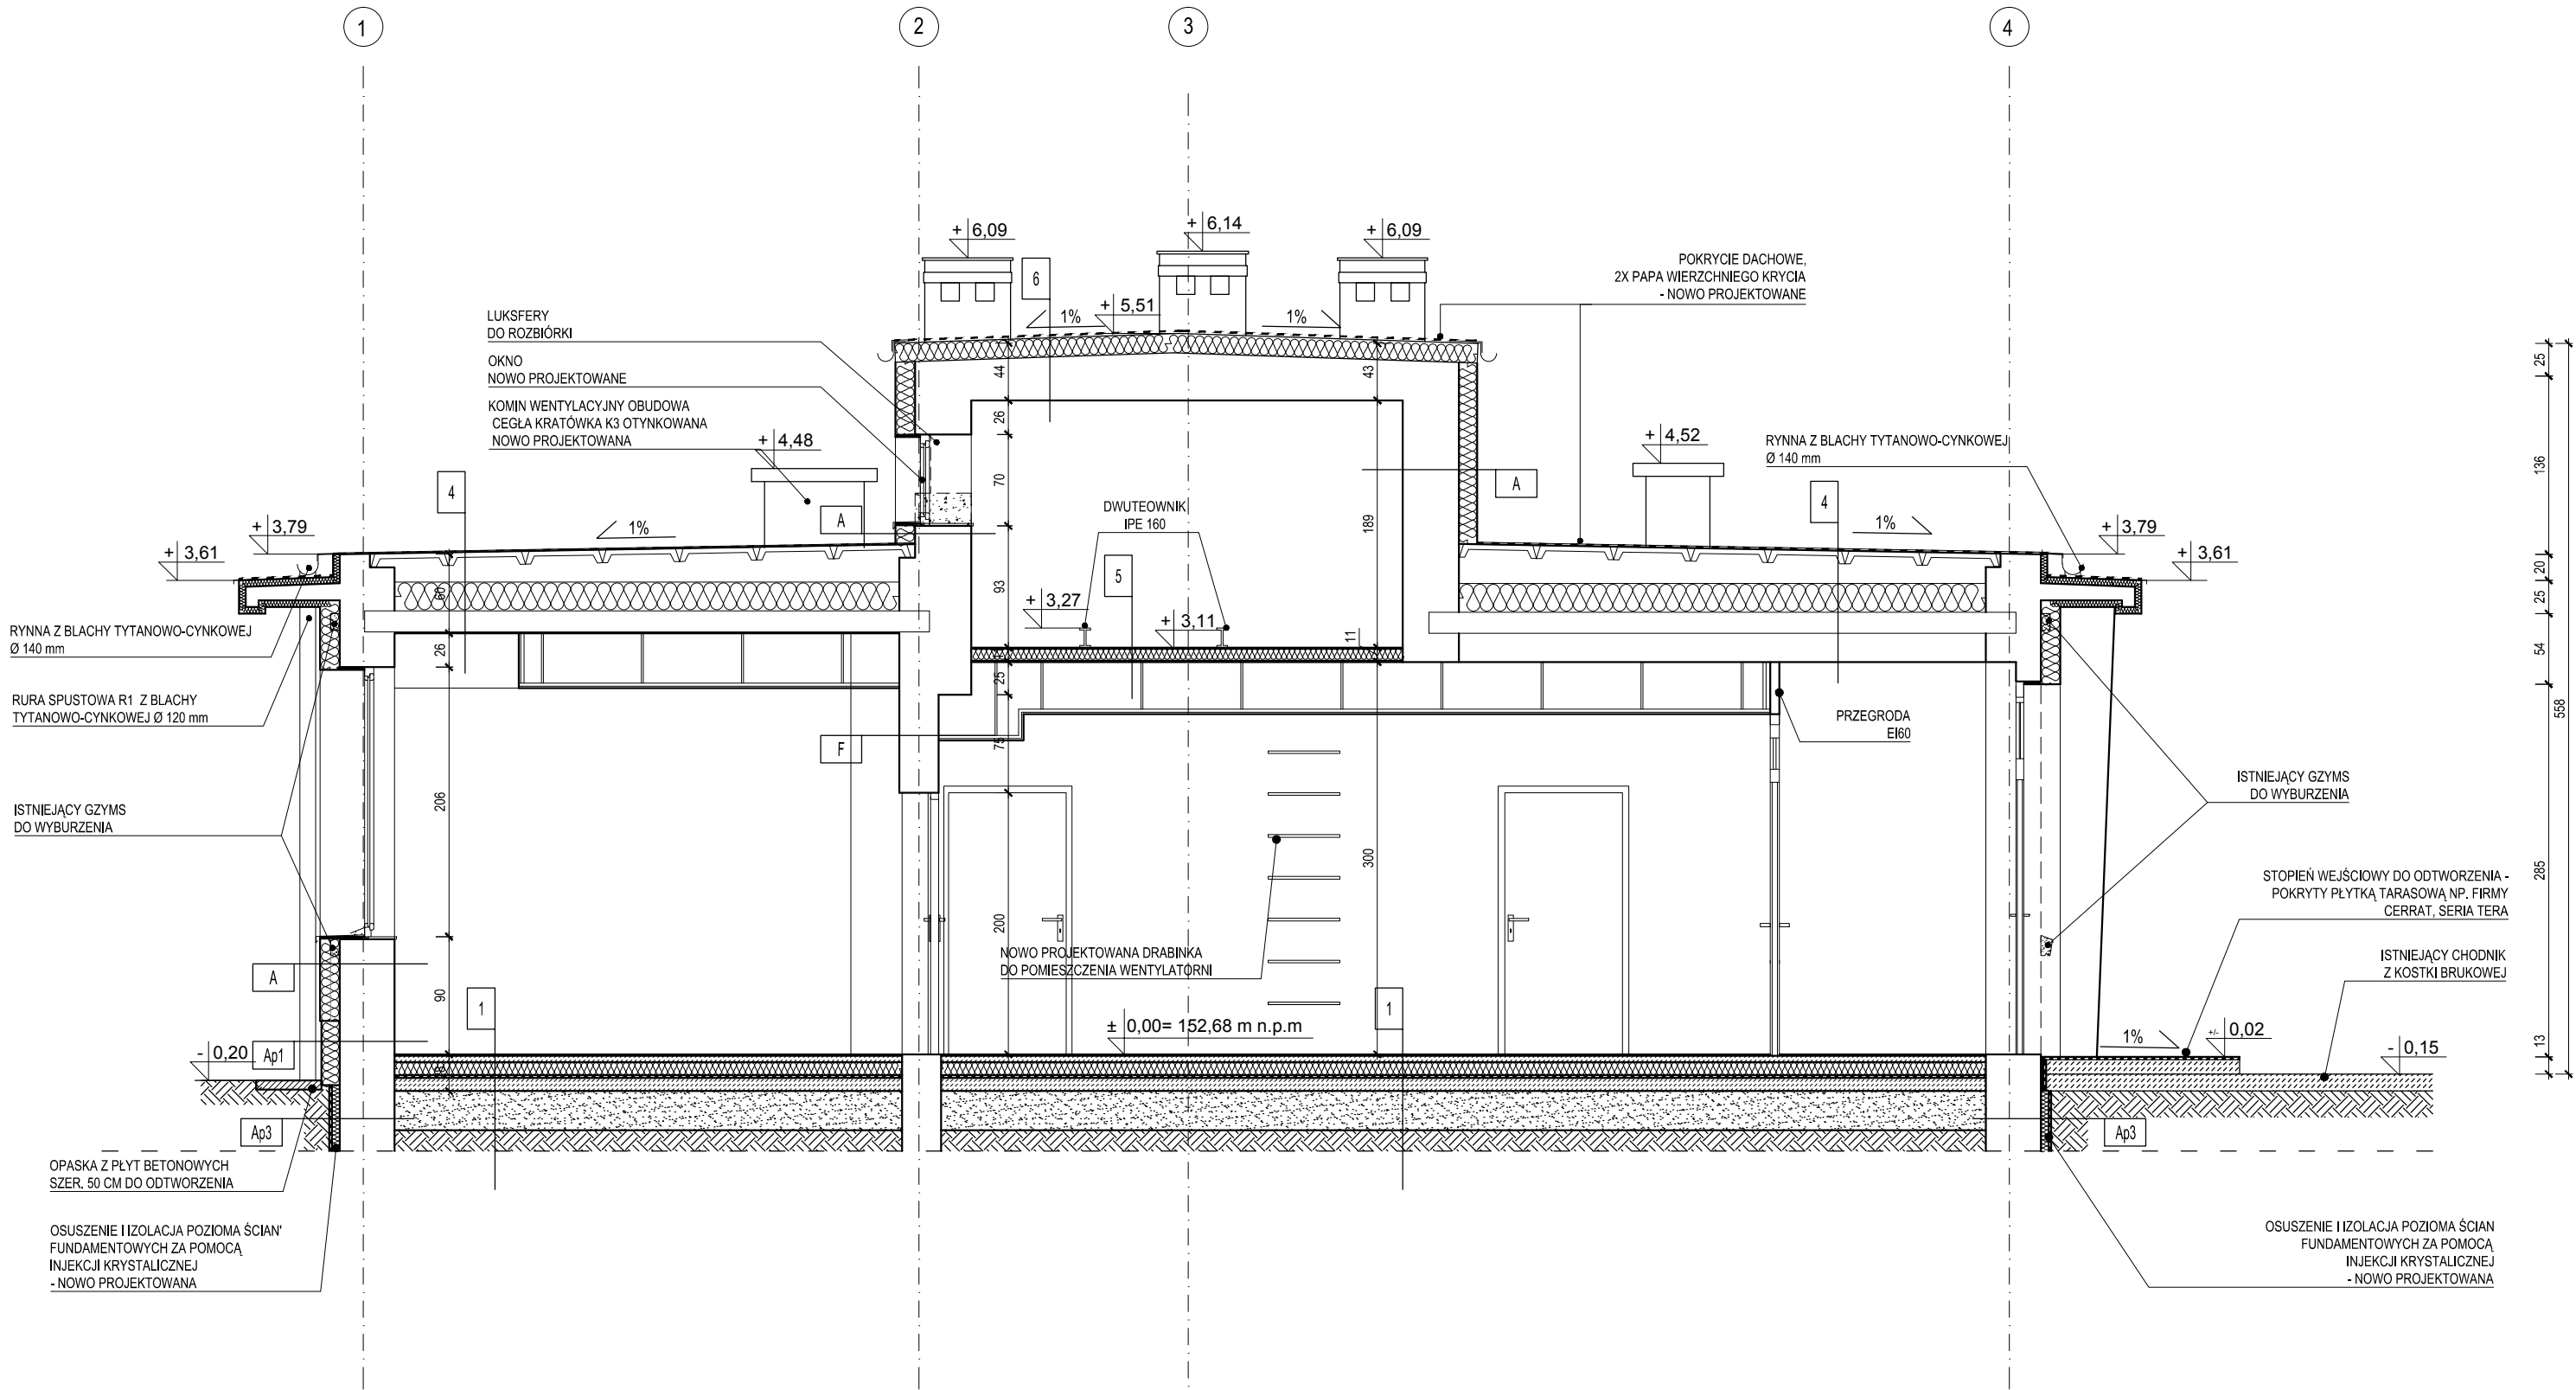 1
2
3
4
+ 6,09
+ 6,14
+ 6,09
6
+ 5,51
1%
1%
POKRYCIE DACHOWE,
2X PAPA WIERZCHNIEGO KRYCIA
- NOWO PROJEKTOWANE
LUKSFERY
DO ROZBIÓRKI
OKNO
NOWO PROJEKTOWANE
KOMIN WENTYLACYJNY OBUDOWA
CEGŁA KRATÓWKA K3 OTYNKOWANA
NOWO PROJEKTOWANA
+ 4,48
+ 4,52
RYNNA Z BLACHY TYTANOWO-CYNKOWEJ
Ø 140 mm
44
26
70
93
43
189
11
A
A
4
4
1%
1%
+ 3,79
+ 3,61
+ 3,79
+ 3,61
DWUTEOWNIK
IPE 160
5
+ 3,27
+ 3,11
RYNNA Z BLACHY TYTANOWO-CYNKOWEJ
Ø 140 mm
RURA SPUSTOWA R1 Z BLACHY
TYTANOWO-CYNKOWEJ Ø 120 mm
60
26
206
90
25
75
200
300
F
PRZEGRODA
EI60
ISTNIEJĄCY GZYMS
DO WYBURZENIA
ISTNIEJĄCY GZYMS
DO WYBURZENIA
STOPIEŃ WEJŚCIOWY DO ODTWORZENIA -
POKRYTY PŁYTKĄ TARASOWĄ NP. FIRMY
CERRAT, SERIA TERA
ISTNIEJĄCY CHODNIK
Z KOSTKI BRUKOWEJ
NOWO PROJEKTOWANA DRABINKA
DO POMIESZCZENIA WENTYLATORNI
A
1
1
± 0,00= 152,68 m n.p.m
- 0,20
Ap1
Ap3
1%
+/- 0,02
- 0,15
Ap3
25
136
20
25
54
285
13
558
OPASKA Z PŁYT BETONOWYCH
SZER. 50 CM DO ODTWORZENIA
OSUSZENIE I IZOLACJA POZIOMA ŚCIAN'
FUNDAMENTOWYCH ZA POMOCĄ
INJEKCJI KRYSTALICZNEJ
- NOWO PROJEKTOWANA
OSUSZENIE I IZOLACJA POZIOMA ŚCIAN
FUNDAMENTOWYCH ZA POMOCĄ
INJEKCJI KRYSTALICZNEJ
- NOWO PROJEKTOWANA